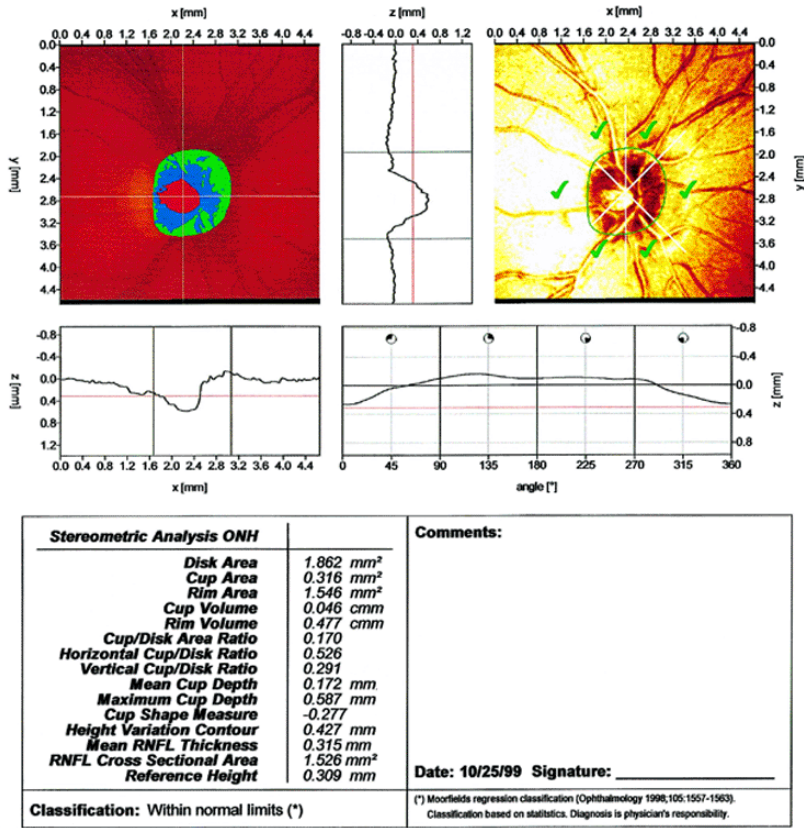 x [mm]
0.0 0.4 0.8 1.2 1.6 2.0 2.4 2.8 3.2 3.6 4.0 4.4
z [mm]
-0.8 -0.4 0.0 0.4 0.8 1.2
x [mm]
0.0 0.4 0.8 1.2 1.6 2.0 2.4 2.8 3.2 3.6 4.0 4.4
y [mm]
0.0
0.4
0.8
1.2
1.6
2.0
2.4
2.8
3.2
3.6
4.0
4.4
0.0
0.4
0.8
1.2
1.6
2.0
2.4
2.8
3.2
3.6
4.0
4.4
y [mm]
z [mm]
-0.8
-0.4
0.0
0.4
0.8
1.2
0.0 0.4 0.8 1.2 1.6 2.0 2.4 2.8 3.2 3.6 4.0 4.4
x [mm]
-0.8
-0.4
0.0
0.4
0.8
z [mm]
0 45 90 135 180 225 270 315 360
angle [°]
Stereometric Analysis ONH
Disk Area 1.862 mm²
Cup Area 0.316 mm²
Rim Area 1.546 mm²
Cup Volume 0.046 cmm
Rim Volume 0.477 cmm
Cup/Disk Area Ratio 0.170
Horizontal Cup/Disk Ratio 0.526
Vertical Cup/Disk Ratio 0.291
Mean Cup Depth 0.172 mm
Maximum Cup Depth 0.587 mm
Cup Shape Measure -0.277
Height Variation Contour 0.427 mm
Mean RNFL Thickness 0.315 mm
RNFL Cross Sectional Area 1.526 mm²
Reference Height 0.309 mm
Classification: Within normal limits (*)
Comments:
Date: 10/25/99 Signature:
(*) Moorfields regression classification (Ophthalmology 1998;105:1557-1563).
Classification based on statistics. Diagnosis is physician's responsibility.